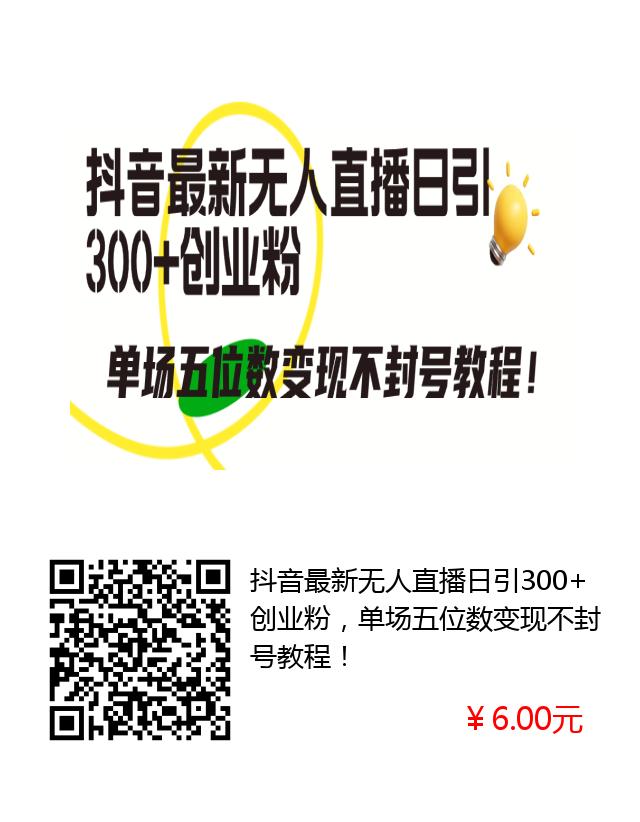 抖音最新无人直播日引
300+创业粉
单场五位数变现不封号教程！
抖音最新无人直播日引300+
创业粉，单场五位数变现不封
号教程！
￥6.00元